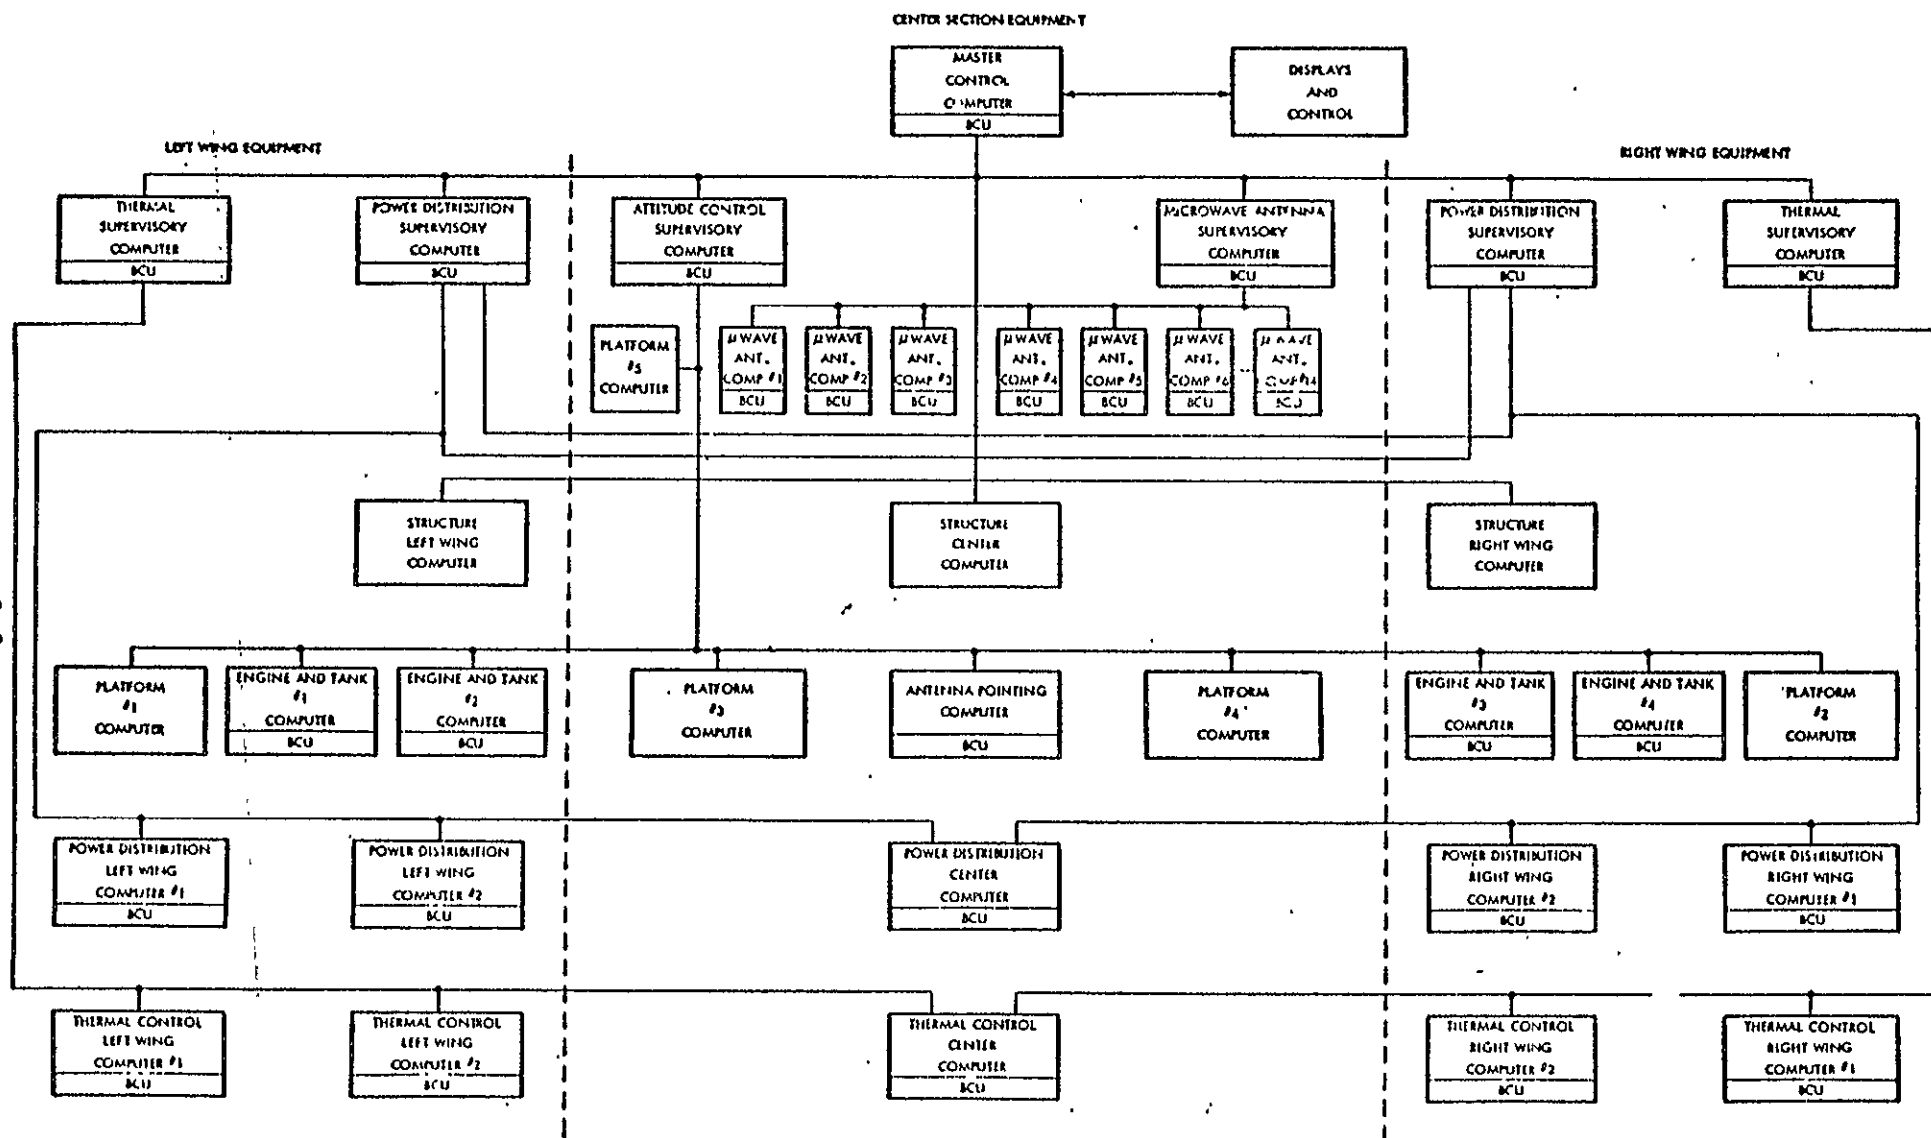 CENTER SECTION EQUIPMENT
MASTER
CONTROL
COMPUTER
BCU
DISPLAYS
AND
CONTROL
LEFT WING EQUIPMENT
RIGHT WING EQUIPMENT
THERMAL
SUPERVISORY
COMPUTER
BCU
POWER DISTRIBUTION
SUPERVISORY
COMPUTER
BCU
ATTITUDE CONTROL
SUPERVISORY
COMPUTER
BCU
MICROWAVE ANTENNA
SUPERVISORY
COMPUTER
BCU
POWER DISTRIBUTION
SUPERVISORY
COMPUTER
BCU
THERMAL
SUPERVISORY
COMPUTER
BCU
PLATFORM
#5
COMPUTER
μ WAVE
ANT.
COMP #1
BCU
μ WAVE
ANT.
COMP #2
BCU
μ WAVE
ANT.
COMP #3
BCU
μ WAVE
ANT.
COMP #4
BCU
μ WAVE
ANT.
COMP #5
BCU
μ WAVE
ANT.
COMP #6
BCU
μ WAVE
ANT.
COMP #14
BCU
STRUCTURE
LEFT WING
COMPUTER
STRUCTURE
CENTER
COMPUTER
STRUCTURE
RIGHT WING
COMPUTER
PLATFORM
#1
COMPUTER
ENGINE AND TANK
#1
COMPUTER
BCU
ENGINE AND TANK
#2
COMPUTER
BCU
PLATFORM
#3
COMPUTER
ANTENNA POINTING
COMPUTER
BCU
PLATFORM
#4
COMPUTER
ENGINE AND TANK
#3
COMPUTER
BCU
ENGINE AND TANK
#4
COMPUTER
BCU
PLATFORM
#2
COMPUTER
POWER DISTRIBUTION
LEFT WING
COMPUTER #1
BCU
POWER DISTRIBUTION
LEFT WING
COMPUTER #2
BCU
POWER DISTRIBUTION
CENTER
COMPUTER
BCU
POWER DISTRIBUTION
RIGHT WING
COMPUTER #2
BCU
POWER DISTRIBUTION
RIGHT WING
COMPUTER #1
BCU
THERMAL CONTROL
LEFT WING
COMPUTER #1
BCU
THERMAL CONTROL
LEFT WING
COMPUTER #2
BCU
THERMAL CONTROL
CENTER
COMPUTER
BCU
THERMAL CONTROL
RIGHT WING
COMPUTER #2
BCU
THERMAL CONTROL
RIGHT WING
COMPUTER #1
BCU